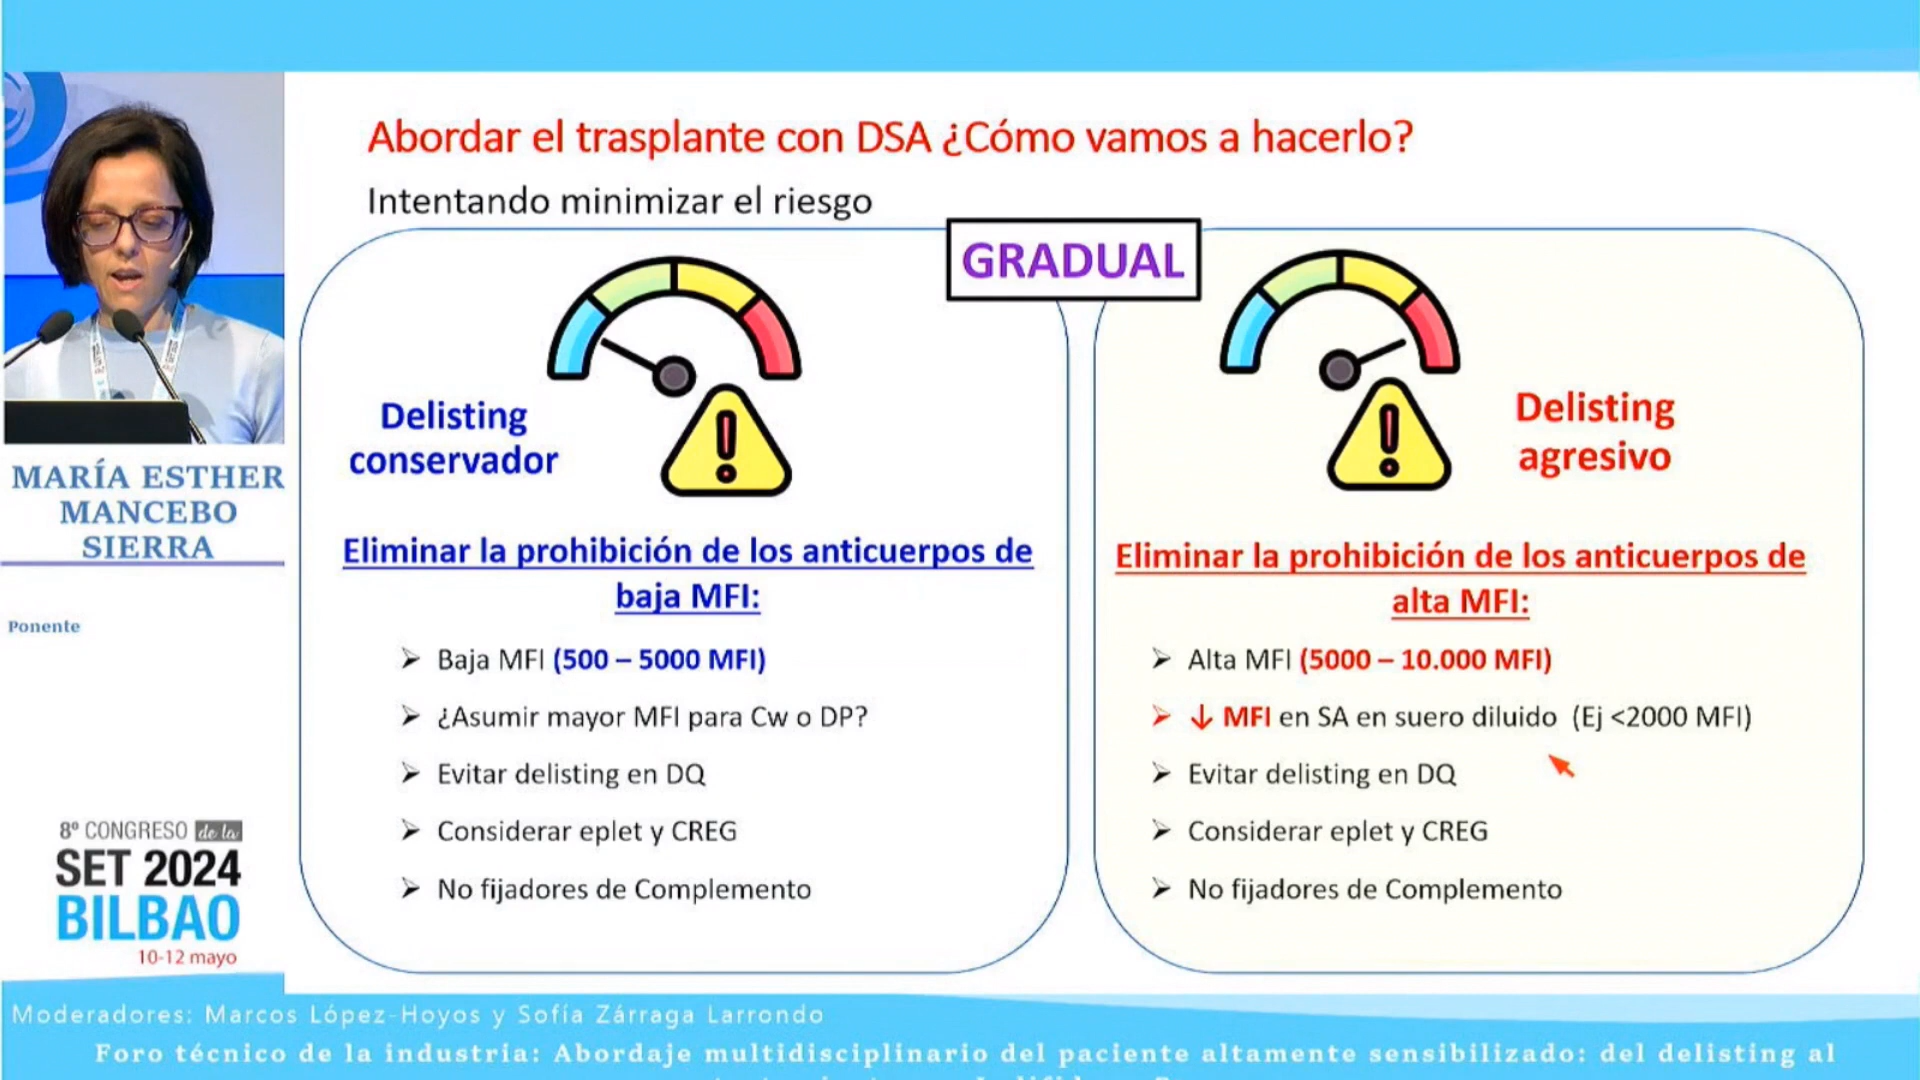 Abordar el trasplante con DSA ¿Cómo vamos a hacerlo?
Intentando minimizar el riesgo
GRADUAL
Delisting
conservador
Eliminar la prohibición de los anticuerpos de
baja MFI:
➢ Baja MFI (500 – 5000 MFI)
➢ ¿Asumir mayor MFI para Cw o DP?
➢ Evitar delisting en DQ
➢ Considerar eplet y CREG
➢ No fijadores de Complemento
Delisting
agresivo
Eliminar la prohibición de los anticuerpos de
alta MFI:
➢ Alta MFI (5000 – 10.000 MFI)
➢ ↓ MFI en SA en suero diluido (Ej <2000 MFI)
➢ Evitar delisting en DQ
➢ Considerar eplet y CREG
➢ No fijadores de Complemento
MARÍA ESTHER
MANCEBO
SIERRA
Ponente
8º CONGRESO de la
SET 2024
BILBAO
10-12 mayo
Moderadores: Marcos López-Hoyos y Sofía Zárraga Larrondo
Foro técnico de la industria: Abordaje multidisciplinario del paciente altamente sensibilizado: del delisting al